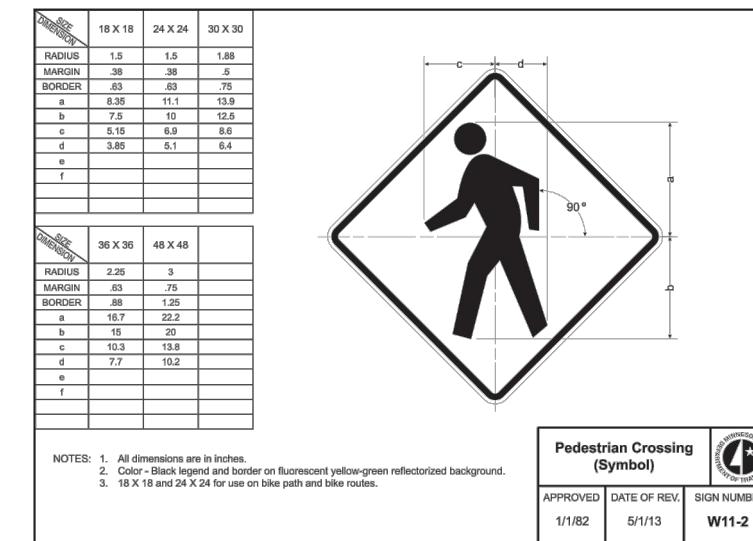 SIZE
DIMENSION
18 X 18 24 X 24 30 X 30
RADIUS 1.5 1.5 1.88
MARGIN .38 .38 .5
BORDER .63 .63 .75
a 8.35 11.1 13.9
b 7.5 10 12.5
c 5.15 6.9 8.6
d 3.85 5.1 6.4
e
f
SIZE
DIMENSION
36 X 36 48 X 48
RADIUS 2.25 3
MARGIN .63 .75
BORDER .88 1.25
a 16.7 22.2
b 15 20
c 10.3 13.8
d 7.7 10.2
e
f
c d
a
90°
b
NOTES: 1. All dimensions are in inches.
2. Color - Black legend and border on fluorescent yellow-green reflectorized background.
3. 18 X 18 and 24 X 24 for use on bike path and bike routes.
Pedestrian Crossing
(Symbol)
APPROVED DATE OF REV. SIGN NUMB
1/1/82 5/1/13 W11-2